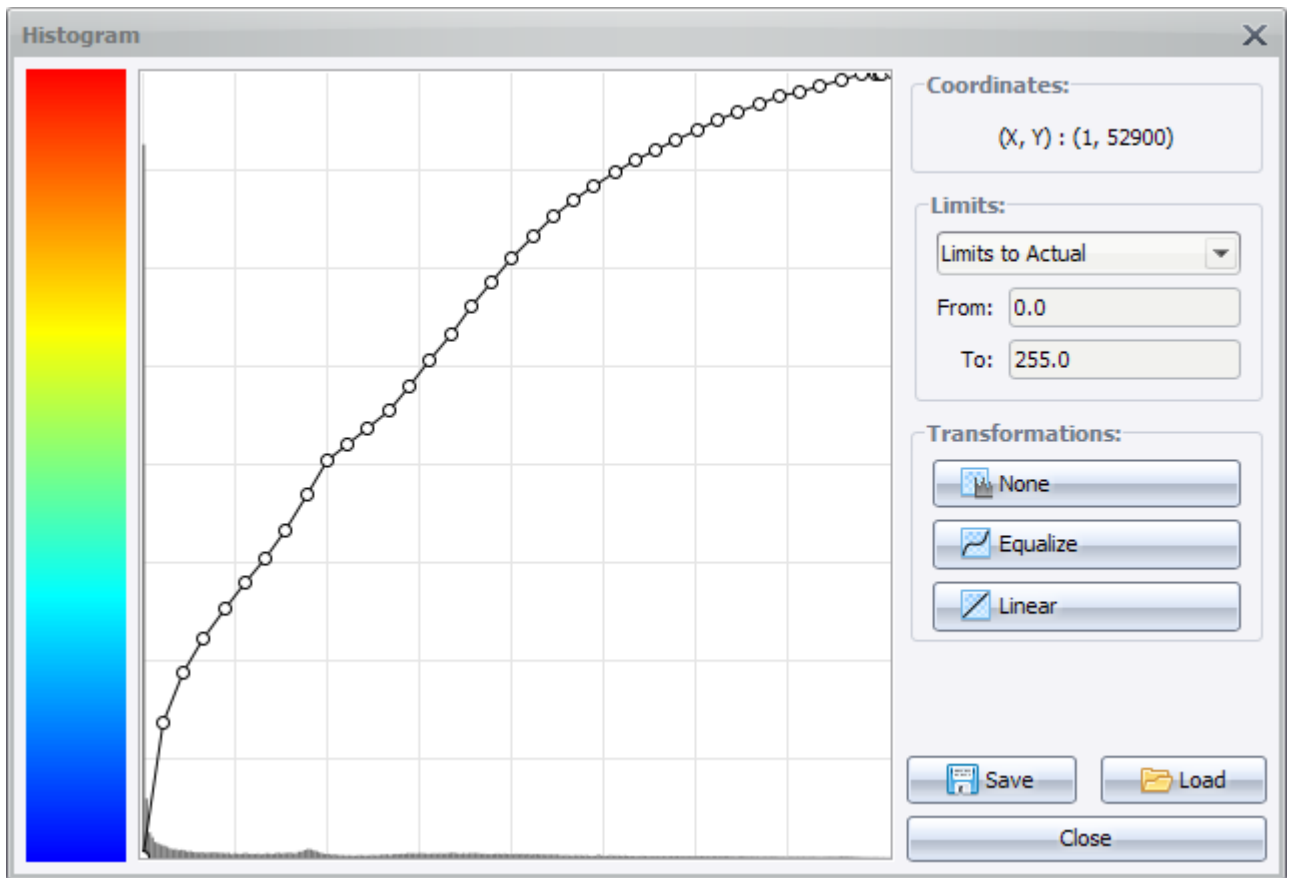 Histogram
Coordinates:
(X, Y) : (1, 52900)
Limits:
Limits to Actual
From: 0.0
To: 255.0
Transformations:
None
Equalize
Linear
Save Load
Close